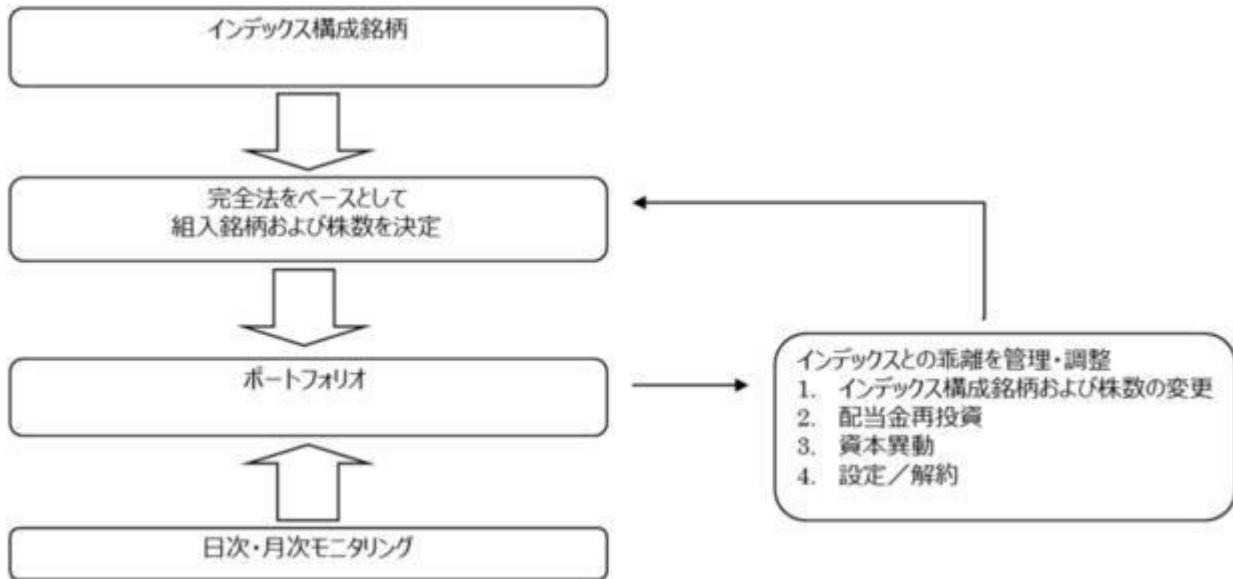 インデックス構成銘柄
完全法をベースとして
組入銘柄および株数を決定
ポートフォリオ
インデックスとの乖離を管理・調整
1. インデックス構成銘柄および株数の変更
2. 配当金再投資
3. 資本異動
4. 設定／解約
日次・月次モニタリング